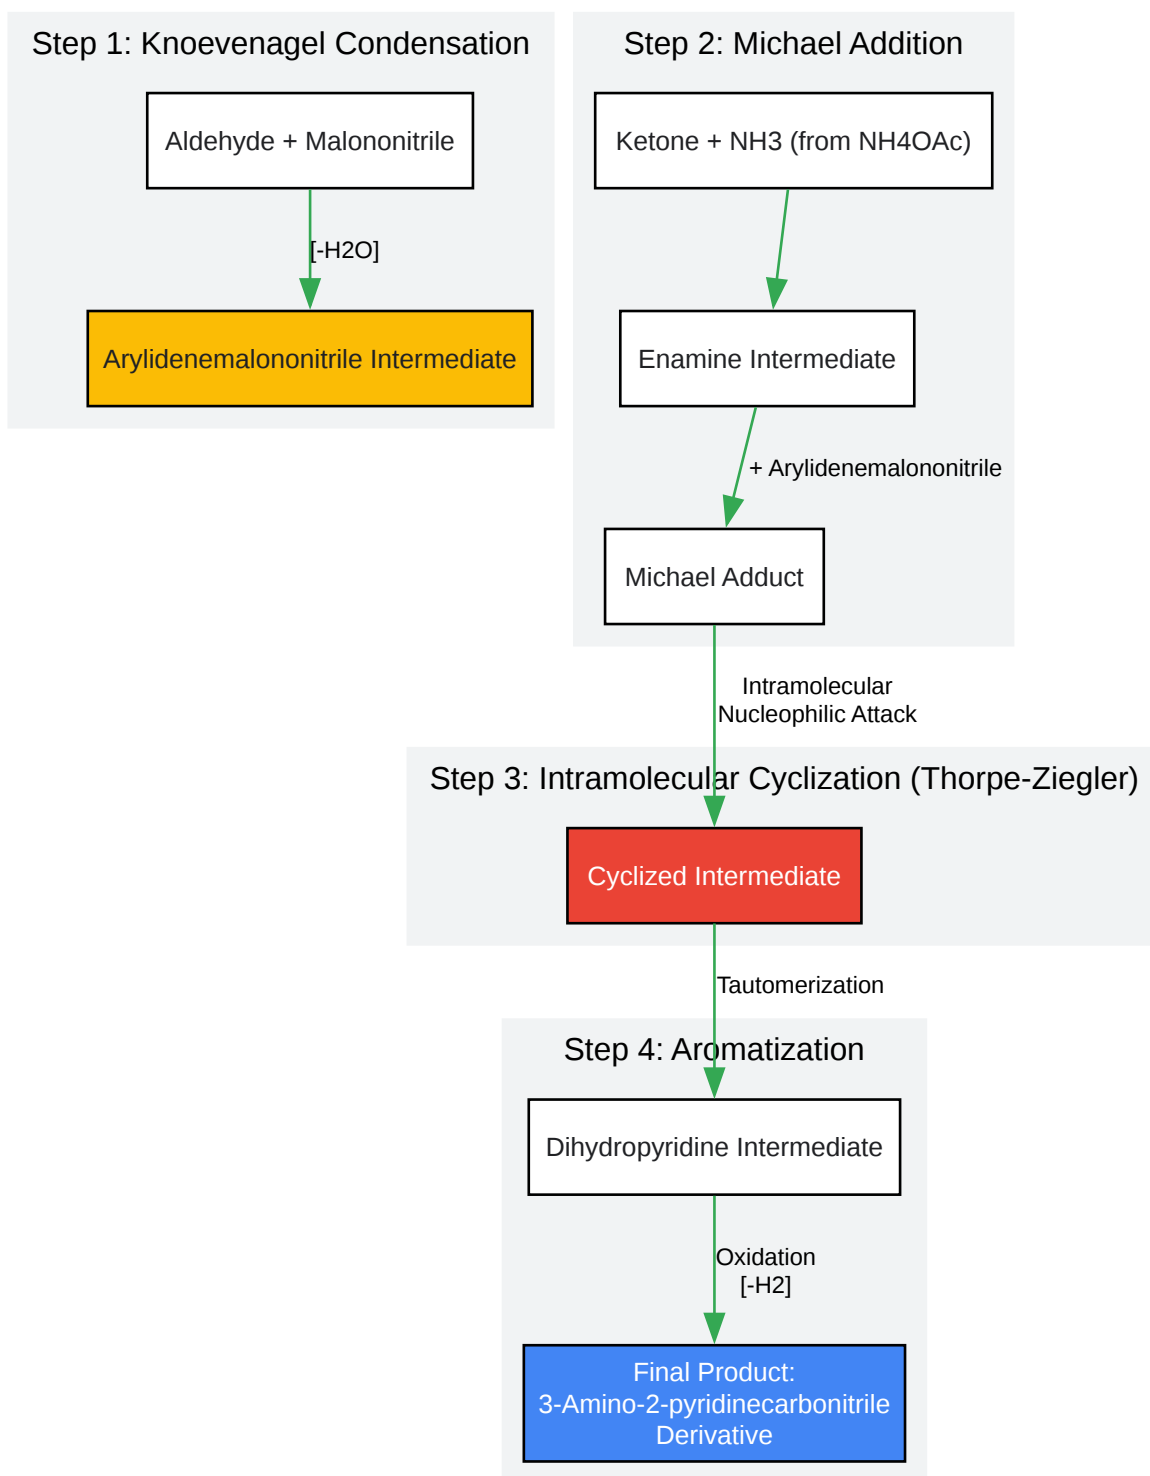 Step 1: Knoevenagel Condensation
Aldehyde + Malononitrile
[-H2O]
Arylidenemalononitrile Intermediate
Step 2: Michael Addition
Ketone + NH3 (from NH4OAc)
Enamine Intermediate
+ Arylidenemalononitrile
Michael Adduct
Intramolecular
Nucleophilic Attack
Step 3: Intramolecular Cyclization (Thorpe-Ziegler)
Cyclized Intermediate
Tautomerization
Step 4: Aromatization
Dihydropyridine Intermediate
Oxidation
[-H2]
Final Product:
3-Amino-2-pyridinecarbonitrile
Derivative